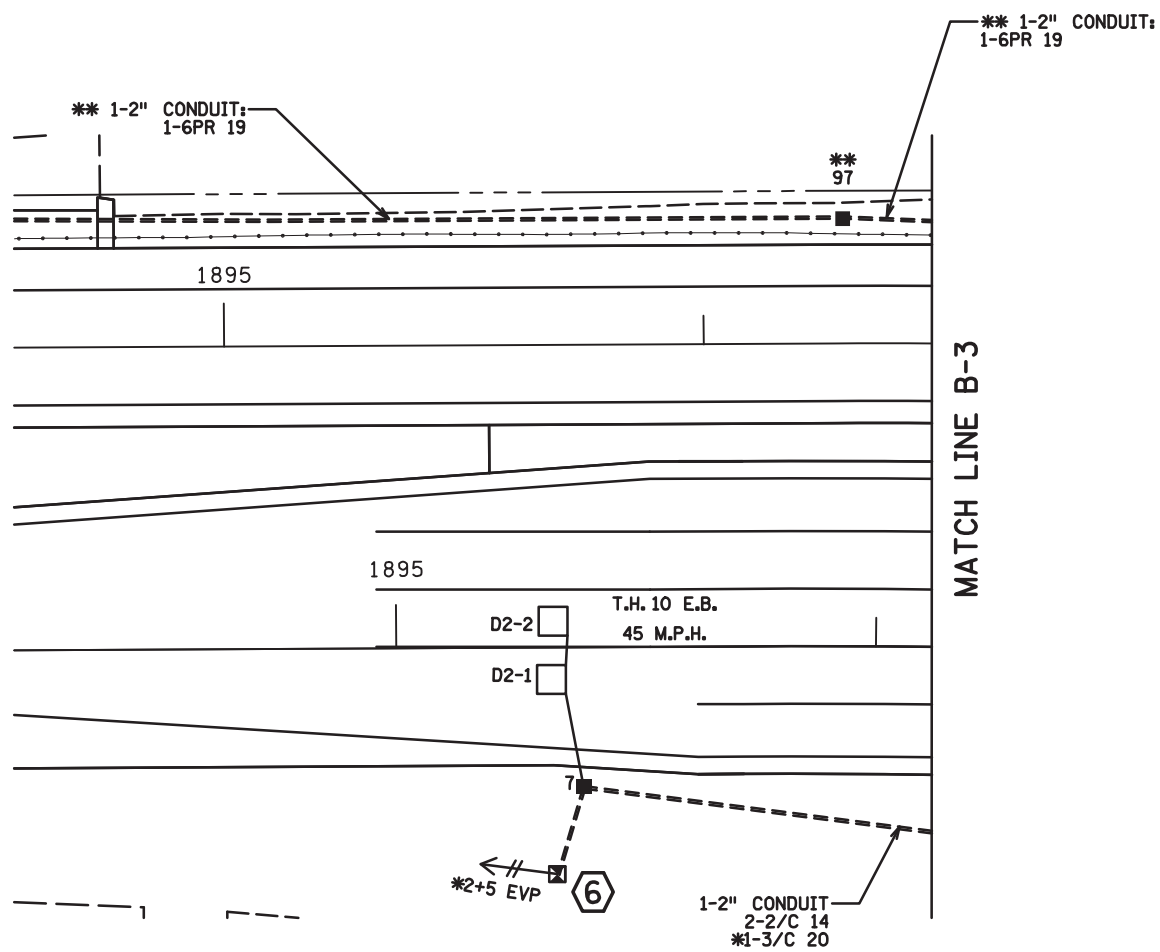 ** 1-2" CONDUIT:
1-6PR 19
** 1-2" CONDUIT:
1-6PR 19
**
97
1895
MATCH LINE B-3
1895
T.H. 10 E.B.
45 M.P.H.
D2-2
D2-1
7
*2+5 EVP
6
1-2" CONDUIT
2-2/C 14
*1-3/C 20